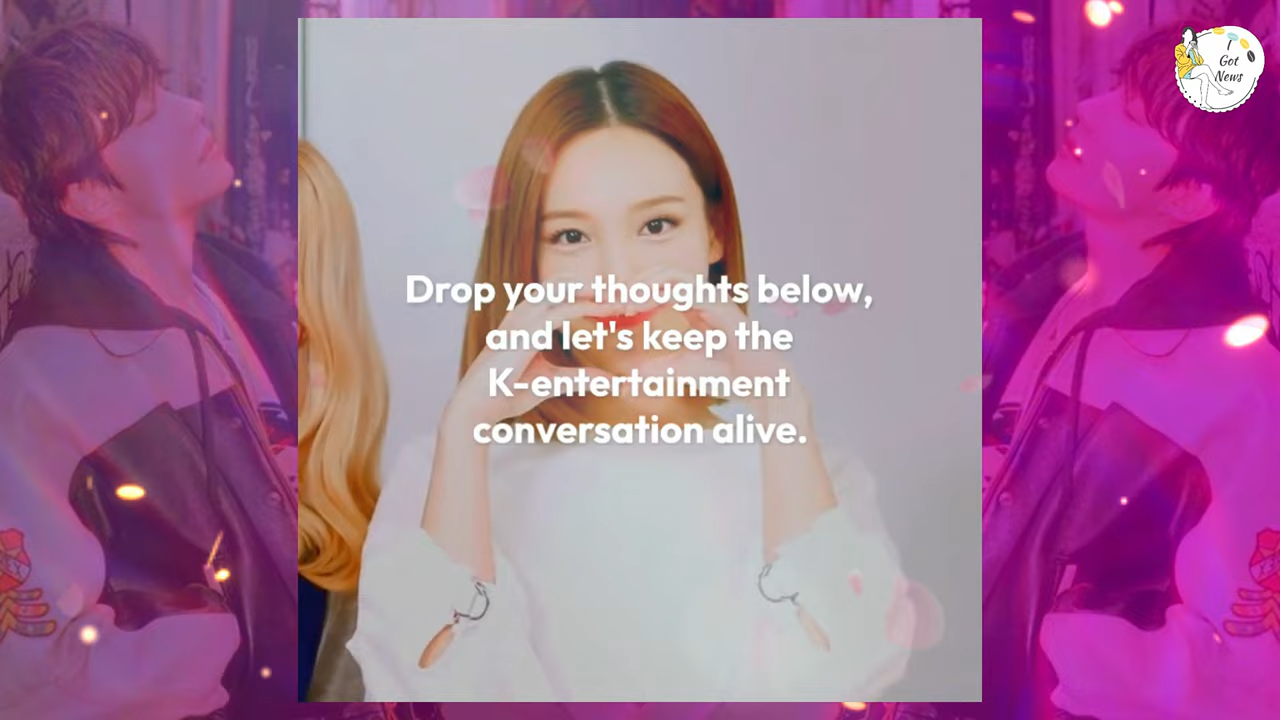 I
Got
News
Drop your thoughts below,
and let's keep the
K-entertainment
conversation alive.